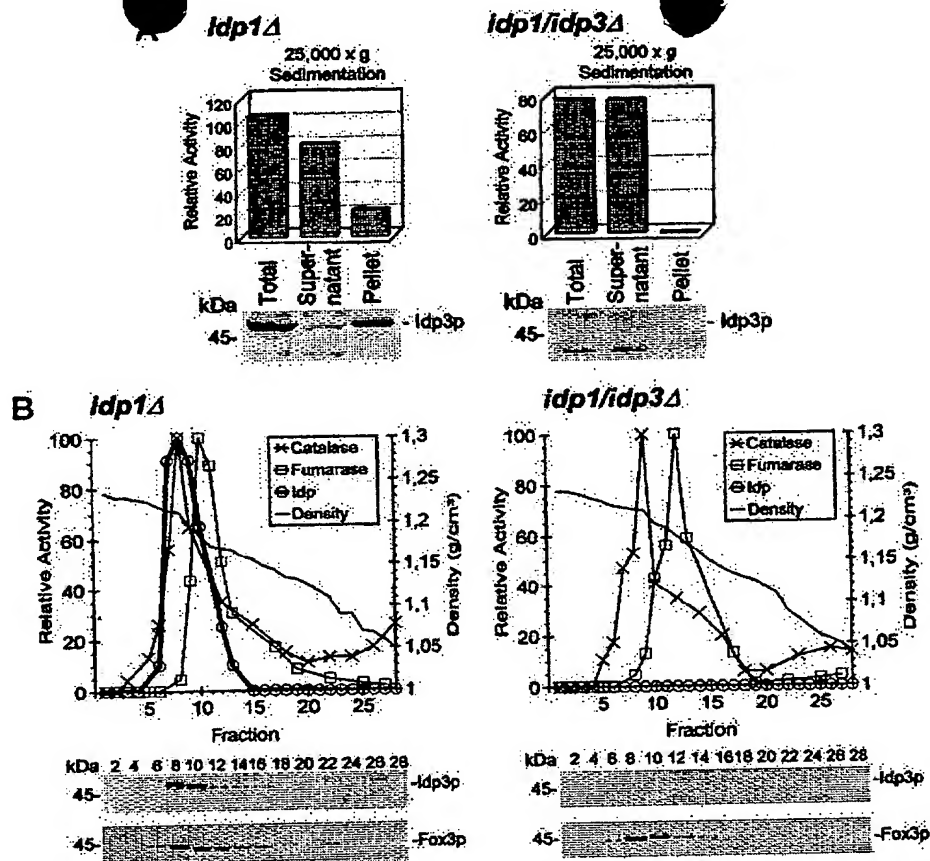 A
idp1Δ
25,000 x g
Sedimentation
120
100
80
60
40
20
0
Relative Activity
Total
Super-
natant
Pellet
kDa
45-
- Idp3p
idp1/idp3Δ
25,000 x g
Sedimentation
80
60
40
20
0
Relative Activity
Total
Super-
natant
Pellet
kDa
45-
- Idp3p
B
idp1Δ
100
80
60
40
20
0
Relative Activity
Catalase
Fumarase
Idp
Density
1,3
1,25
1,2
1,15
1,1
1,05
1
Density (g/cm³)
5 10 15 20 25
Fraction
kDa 2 4 6 8 10 12 14 16 18 20 22 24 26 28
45-
-Idp3p
45-
-Fox3p
idp1/idp3Δ
100
80
60
40
20
0
Relative Activity
Catalase
Fumarase
Idp
Density
1,3
1,25
1,2
1,15
1,1
1,05
1
Density (g/cm³)
5 10 15 20 25
Fraction
kDa 2 4 6 8 10 12 14 16 18 20 22 24 26 28
45-
-Idp3p
45-
-Fox3p